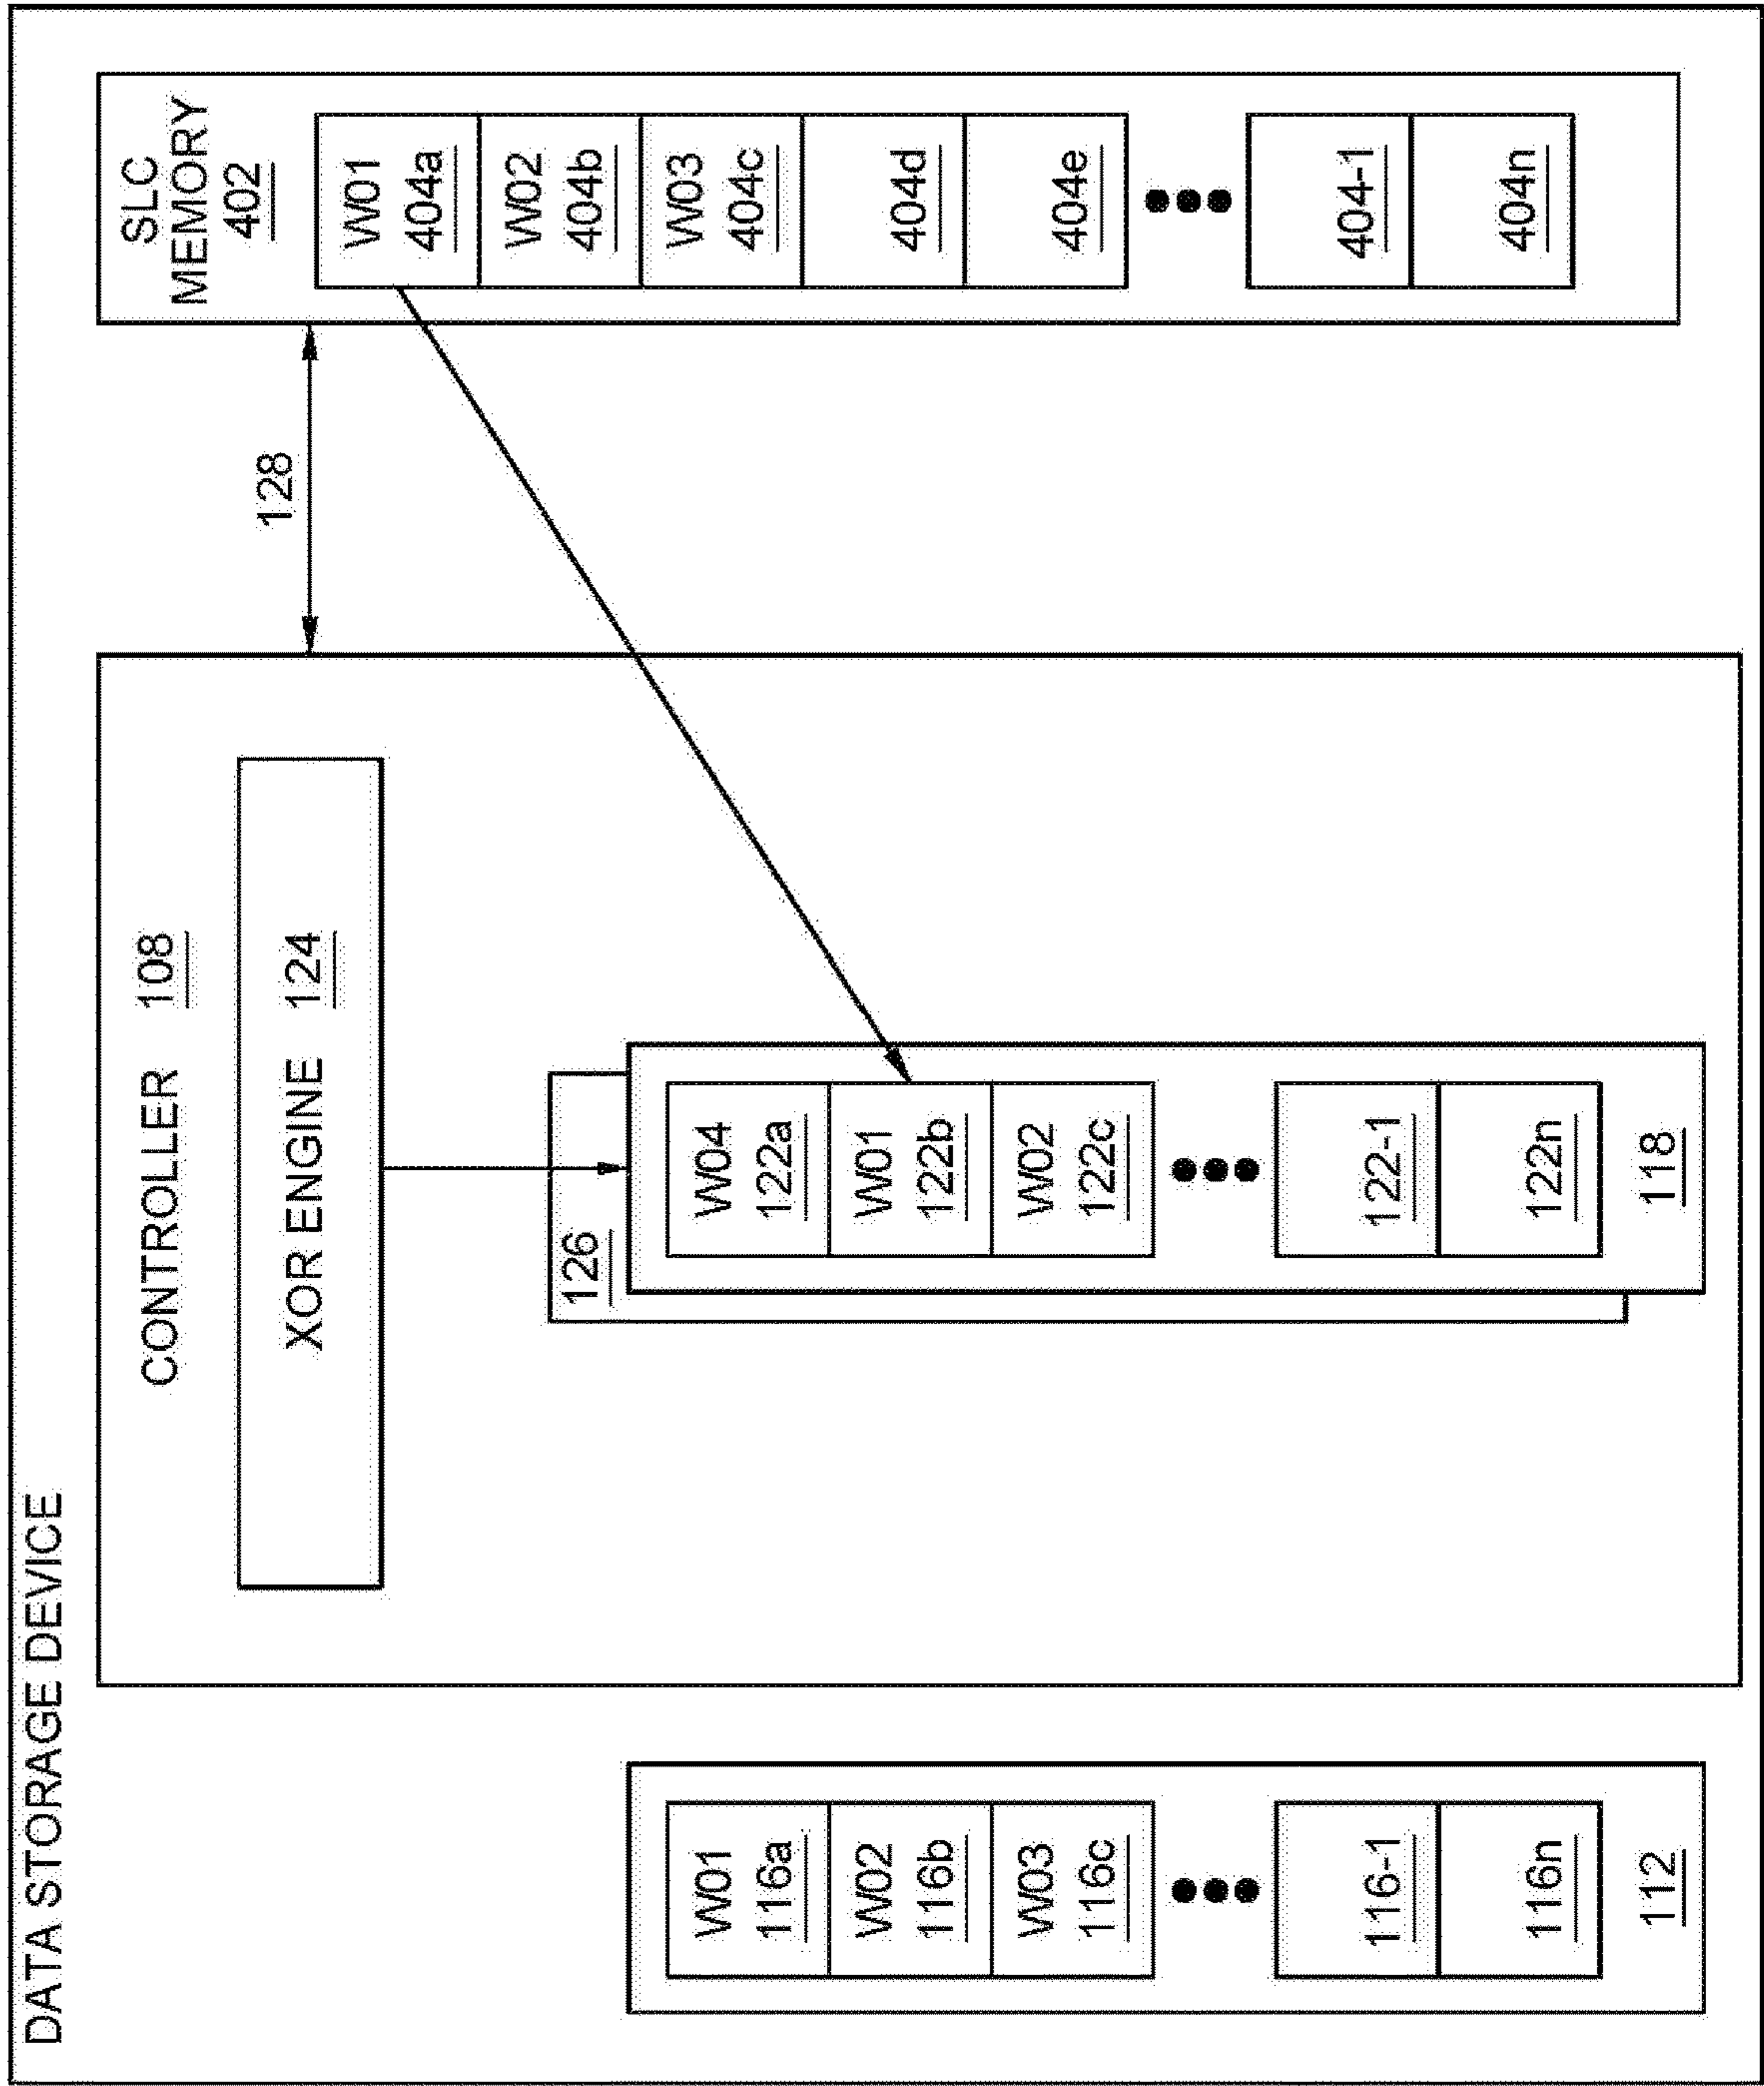 DATA STORAGE DEVICE
W01
116a
W02
116b
W03
116c
116-1
116n
112
CONTROLLER 108
XOR ENGINE 124
126
W04
122a
W01
122b
W02
122c
122-1
122n
118
128
SLC
MEMORY
402
W01
404a
W02
404b
W03
404c
404d
404e
404-1
404n